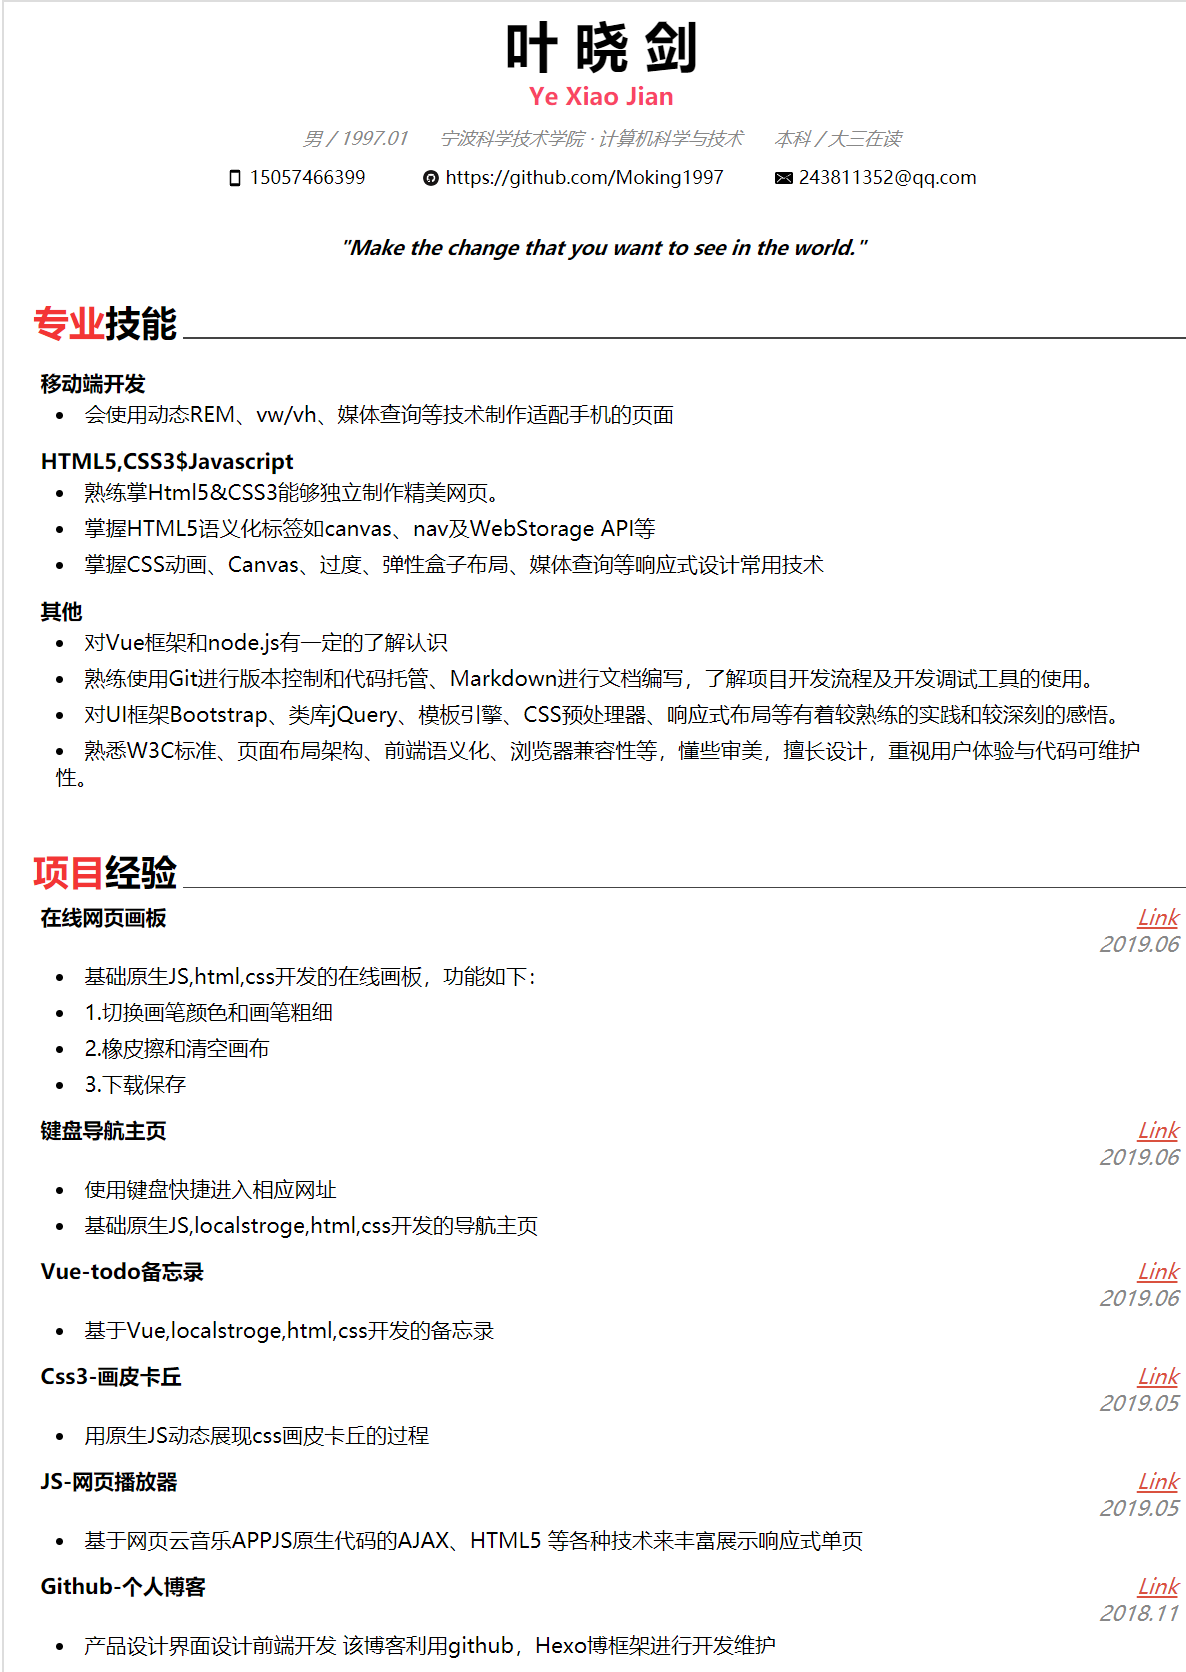 叶 晓 剑
Ye Xiao Jian
男 / 1997.01 宁波科学技术学院 · 计算机科学与技术 本科 / 大三在读
15057466399 https://github.com/Moking1997 243811352@qq.com
"Make the change that you want to see in the world."
专业技能
移动端开发
• 会使用动态REM、vw/vh、媒体查询等技术制作适配手机的页面
HTML5,CSS3$Javascript
• 熟练掌Html5&CSS3能够独立制作精美网页。
• 掌握HTML5语义化标签如canvas、nav及WebStorage API等
• 掌握CSS动画、Canvas、过度、弹性盒子布局、媒体查询等响应式设计常用技术
其他
• 对Vue框架和node.js有一定的了解认识
• 熟练使用Git进行版本控制和代码托管、Markdown进行文档编写，了解项目开发流程及开发调试工具的使用。
• 对UI框架Bootstrap、类库jQuery、模板引擎、CSS预处理器、响应式布局等有着较熟练的实践和较深刻的感悟。
• 熟悉W3C标准、页面布局架构、前端语义化、浏览器兼容性等，懂些审美，擅长设计，重视用户体验与代码可维护
性。
项目经验
在线网页画板 Link
2019.06
• 基础原生JS,html,css开发的在线画板，功能如下：
• 1.切换画笔颜色和画笔粗细
• 2.橡皮擦和清空画布
• 3.下载保存
键盘导航主页 Link
2019.06
• 使用键盘快捷进入相应网址
• 基础原生JS,localstroge,html,css开发的导航主页
Vue-todo备忘录 Link
2019.06
• 基于Vue,localstroge,html,css开发的备忘录
Css3-画皮卡丘 Link
2019.05
• 用原生JS动态展现css画皮卡丘的过程
JS-网页播放器 Link
2019.05
• 基于网页云音乐APPJS原生代码的AJAX、HTML5 等各种技术来丰富展示响应式单页
Github-个人博客 Link
2018.11
• 产品设计界面设计前端开发 该博客利用github，Hexo博框架进行开发维护